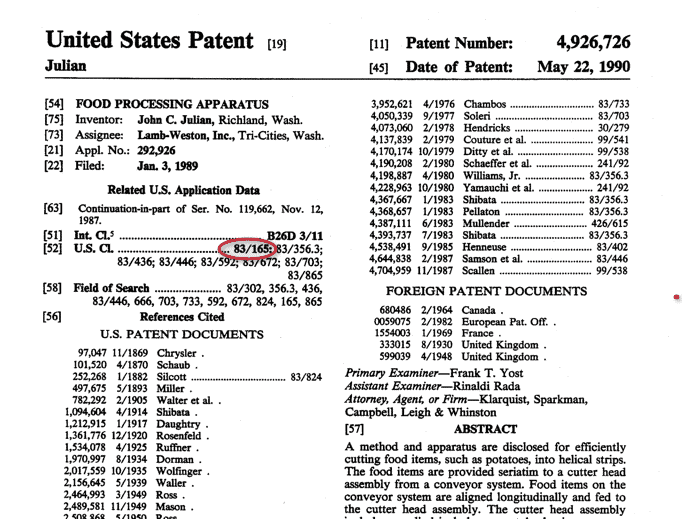 United States Patent [19]
Julian
[11] Patent Number: 4,926,726
[45] Date of Patent: May 22, 1990
[54] FOOD PROCESSING APPARATUS
[75] Inventor: John C. Julian, Richland, Wash.
[73] Assignee: Lamb-Weston, Inc., Tri-Cities, Wash.
[21] Appl. No.: 292,926
[22] Filed: Jan. 3, 1989
Related U.S. Application Data
[63] Continuation-in-part of Ser. No. 119,662, Nov. 12,
1987.
[51] Int. Cl.⁵ ........................................ B26D 3/11
[52] U.S. Cl. ................................ 83/165; 83/356.3;
83/436; 83/446; 83/592; 83/672; 83/703;
83/865
[58] Field of Search ................. 83/302, 356.3, 436,
83/446, 666, 703, 733, 592, 672, 824, 165, 865
[56] References Cited
U.S. PATENT DOCUMENTS
97,047 11/1869 Chrysler .
101,520 4/1870 Schaub .
252,268 1/1882 Silcott ................................ 83/824
497,675 5/1893 Miller .
782,292 2/1905 Walter et al. .
1,094,604 4/1914 Shibata .
1,212,915 1/1917 Daughtry .
1,361,776 12/1920 Rosenfeld .
1,534,078 4/1925 Ruffner .
1,970,997 8/1934 Dorman .
2,017,559 10/1935 Wolfinger .
2,156,645 5/1939 Waller .
2,464,993 3/1949 Ross .
2,489,581 11/1949 Mason .
2,508,868 5/1950 Ross
3,952,621 4/1976 Chambos ............................ 83/733
4,050,339 9/1977 Soleri ................................. 83/703
4,073,060 2/1978 Hendricks ........................... 30/279
4,137,839 2/1979 Couture et al. ..................... 99/541
4,170,174 10/1979 Ditty et al. ......................... 99/538
4,190,208 2/1980 Schaeffer et al. ................... 241/92
4,198,887 4/1980 Williams, Jr. ..................... 83/356.3
4,228,963 10/1980 Yamauchi et al. ................. 241/92
4,367,667 1/1983 Shibata .............................. 83/356.3
4,368,657 1/1983 Pellaton ............................. 83/356.3
4,387,111 6/1983 Mullender ......................... 426/615
4,393,737 7/1983 Shibata .............................. 83/356.3
4,538,491 9/1985 Henneuse .......................... 83/402
4,644,838 2/1987 Samson et al. .................... 83/446
4,704,959 11/1987 Scallen ............................. 99/538
FOREIGN PATENT DOCUMENTS
680486 2/1964 Canada .
0059075 2/1982 European Pat. Off. .
1554003 1/1969 France .
333015 8/1930 United Kingdom .
599039 4/1948 United Kingdom .
Primary Examiner—Frank T. Yost
Assistant Examiner—Rinaldi Rada
Attorney, Agent, or Firm—Klarquist, Sparkman,
Campbell, Leigh & Whinston
[57] ABSTRACT
A method and apparatus are disclosed for efficiently
cutting food items, such as potatoes, into helical strips.
The food items are provided seriatim to a cutter head
assembly from a conveyor system. Food items on the
conveyor system are aligned longitudinally and fed to
the cutter head assembly. The cutter head assembly